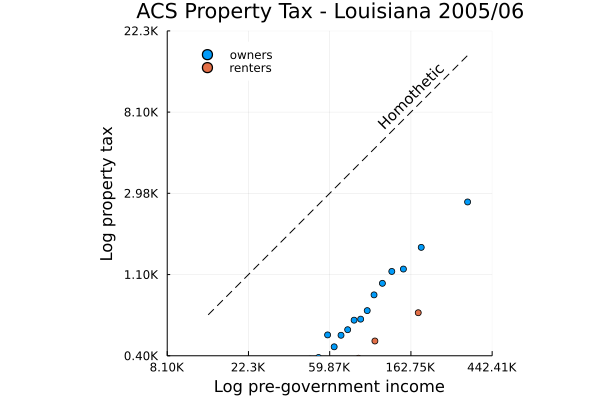 ACS Property Tax - Louisiana 2005/06
22.3K
owners
renters
Homothetic
8.10K
Log property tax
2.98K
1.10K
0.40K
8.10K 22.3K 59.87K 162.75K 442.41K
Log pre-government income